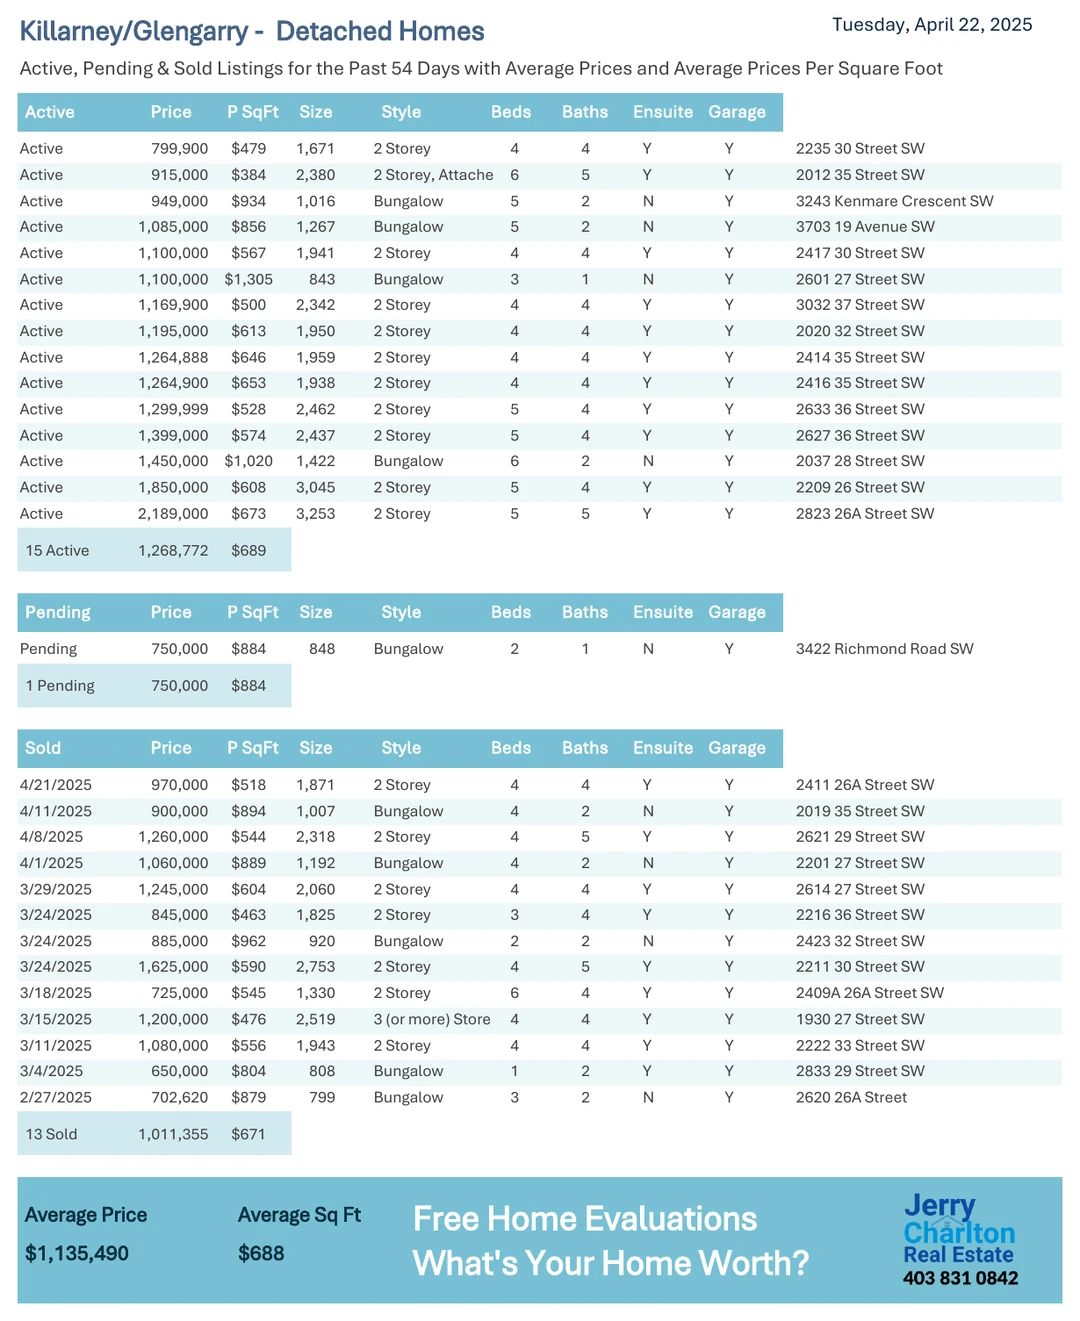 Killarney/Glengarry - Detached Homes
Tuesday, April 22, 2025
Active, Pending & Sold Listings for the Past 54 Days with Average Prices and Average Prices Per Square Foot
Active Price P SqFt Size Style Beds Baths Ensuite Garage
Active 799,900 $479 1,671 2 Storey 4 4 Y Y 2235 30 Street SW
Active 915,000 $384 2,380 2 Storey, Attache 6 5 Y Y 2012 35 Street SW
Active 949,000 $934 1,016 Bungalow 5 2 N Y 3243 Kenmare Crescent SW
Active 1,085,000 $856 1,267 Bungalow 5 2 N Y 3703 19 Avenue SW
Active 1,100,000 $567 1,941 2 Storey 4 4 Y Y 2417 30 Street SW
Active 1,100,000 $1,305 843 Bungalow 3 1 N Y 2601 27 Street SW
Active 1,169,900 $500 2,342 2 Storey 4 4 Y Y 3032 37 Street SW
Active 1,195,000 $613 1,950 2 Storey 4 4 Y Y 2020 32 Street SW
Active 1,264,888 $646 1,959 2 Storey 4 4 Y Y 2414 35 Street SW
Active 1,264,900 $653 1,938 2 Storey 4 4 Y Y 2416 35 Street SW
Active 1,299,999 $528 2,462 2 Storey 5 4 Y Y 2633 36 Street SW
Active 1,399,000 $574 2,437 2 Storey 5 4 Y Y 2627 36 Street SW
Active 1,450,000 $1,020 1,422 Bungalow 6 2 N Y 2037 28 Street SW
Active 1,850,000 $608 3,045 2 Storey 5 4 Y Y 2209 26 Street SW
Active 2,189,000 $673 3,253 2 Storey 5 5 Y Y 2823 26A Street SW
15 Active 1,268,772 $689
Pending Price P SqFt Size Style Beds Baths Ensuite Garage
Pending 750,000 $884 848 Bungalow 2 1 N Y 3422 Richmond Road SW
1 Pending 750,000 $884
Sold Price P SqFt Size Style Beds Baths Ensuite Garage
4/21/2025 970,000 $518 1,871 2 Storey 4 4 Y Y 2411 26A Street SW
4/11/2025 900,000 $894 1,007 Bungalow 4 2 N Y 2019 35 Street SW
4/8/2025 1,260,000 $544 2,318 2 Storey 4 5 Y Y 2621 29 Street SW
4/1/2025 1,060,000 $889 1,192 Bungalow 4 2 N Y 2201 27 Street SW
3/29/2025 1,245,000 $604 2,060 2 Storey 4 4 Y Y 2614 27 Street SW
3/24/2025 845,000 $463 1,825 2 Storey 3 4 Y Y 2216 36 Street SW
3/24/2025 885,000 $962 920 Bungalow 2 2 N Y 2423 32 Street SW
3/24/2025 1,625,000 $590 2,753 2 Storey 4 5 Y Y 2211 30 Street SW
3/18/2025 725,000 $545 1,330 2 Storey 6 4 Y Y 2409A 26A Street SW
3/15/2025 1,200,000 $476 2,519 3 (or more) Store 4 4 Y Y 1930 27 Street SW
3/11/2025 1,080,000 $556 1,943 2 Storey 4 4 Y Y 2222 33 Street SW
3/4/2025 650,000 $804 808 Bungalow 1 2 Y Y 2833 29 Street SW
2/27/2025 702,620 $879 799 Bungalow 3 2 N Y 2620 26A Street
13 Sold 1,011,355 $671
Average Price Average Sq Ft
$1,135,490 $688
Free Home Evaluations
What's Your Home Worth?
Jerry
Charlton
Real Estate
403 831 0842